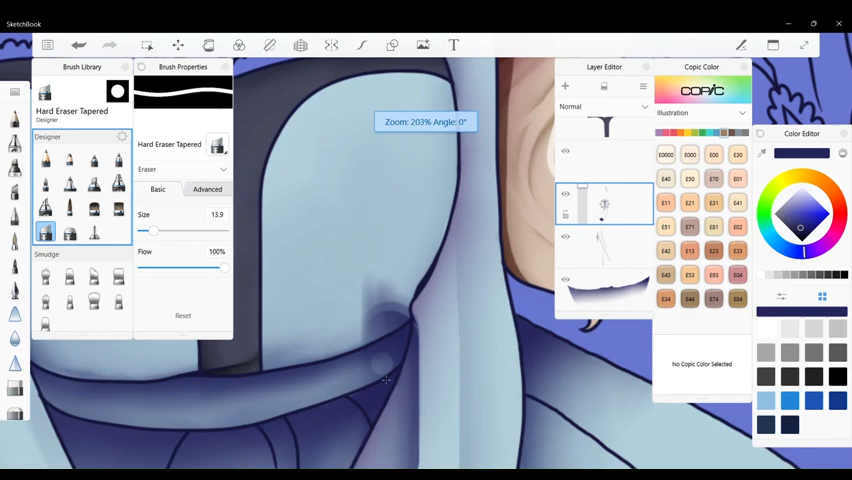 SketchBook
T
Brush Library
Brush Properties
Layer Editor
Copic Color
Hard Eraser Tapered
Designer
COPIC
Normal
Illustration
Zoom: 203% Angle: 0°
Color Editor
Designer
Hard Eraser Tapered
Eraser
Basic
Advanced
Size
13.9
Flow
100%
Smudge
Reset
E0000 E000 E00 E30
E40 E50 E70 E01
E11 E21 E31 E41
E51 E71 E81 E02
E42 E13 E23 E33
E43 E53 E93 E04
E34 E44 E74 E84
No Copic Color Selected